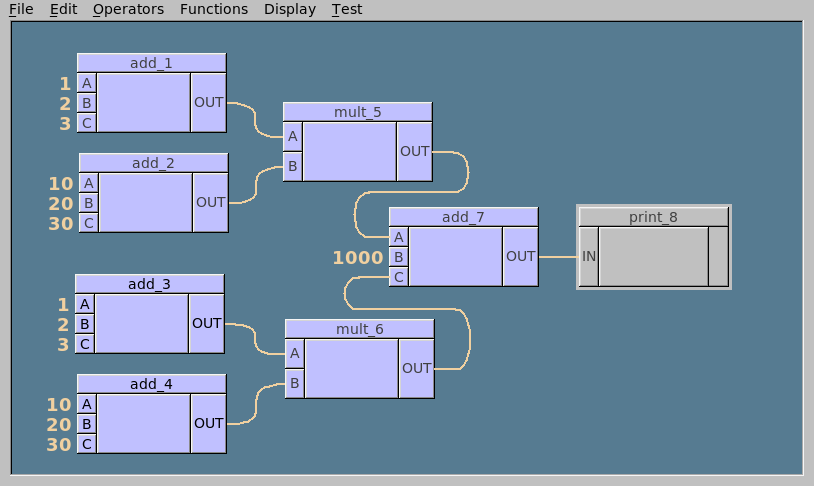 File Edit Operators Functions Display Test
add_1
1 A
2 B OUT
3 C
add_2
10 A
20 B OUT
30 C
mult_5
A
OUT
B
add_7
A
1000 B OUT
C
print_8
IN
add_3
1 A
2 B OUT
3 C
add_4
10 A
20 B OUT
30 C
mult_6
A
OUT
B